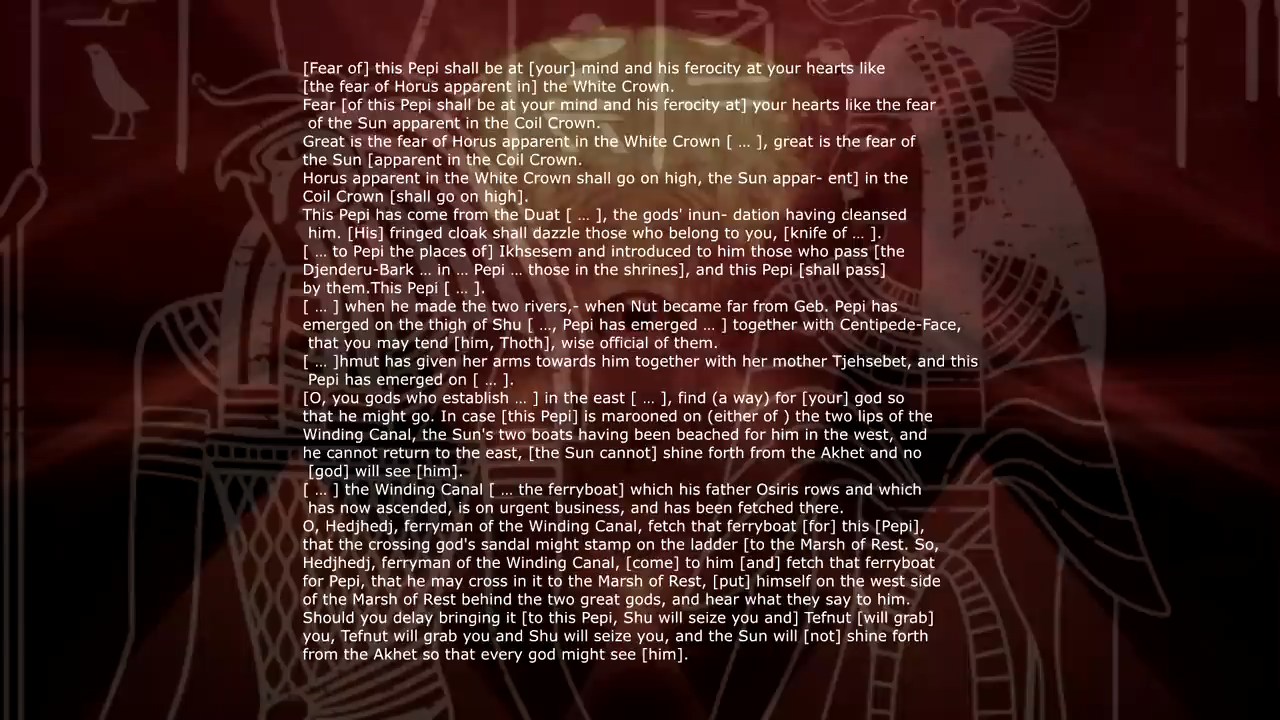 [Fear of] this Pepi shall be at [your] mind and his ferocity at your hearts like
[the fear of Horus apparent in] the White Crown.
Fear [of this Pepi shall be at your mind and his ferocity at] your hearts like the fear
of the Sun apparent in the Coil Crown.
Great is the fear of Horus apparent in the White Crown [ … ], great is the fear of
the Sun [apparent in the Coil Crown.
Horus apparent in the White Crown shall go on high, the Sun appar- ent] in the
Coil Crown [shall go on high].
This Pepi has come from the Duat [ … ], the gods' inun- dation having cleansed
him. [His] fringed cloak shall dazzle those who belong to you, [knife of … ].
[ … to Pepi the places of] Ikhsesem and introduced to him those who pass [the
Djenderu-Bark … in … Pepi … those in the shrines], and this Pepi [shall pass]
by them.This Pepi [ … ].
[ … ] when he made the two rivers,- when Nut became far from Geb. Pepi has
emerged on the thigh of Shu [ …, Pepi has emerged … ] together with Centipede-Face,
that you may tend [him, Thoth], wise official of them.
[ … ]hmut has given her arms towards him together with her mother Tjehsebet, and this
Pepi has emerged on [ … ].
[O, you gods who establish … ] in the east [ … ], find (a way) for [your] god so
that he might go. In case [this Pepi] is marooned on (either of ) the two lips of the
Winding Canal, the Sun's two boats having been beached for him in the west, and
he cannot return to the east, [the Sun cannot] shine forth from the Akhet and no
[god] will see [him].
[ … ] the Winding Canal [ … the ferryboat] which his father Osiris rows and which
has now ascended, is on urgent business, and has been fetched there.
O, Hedjhedj, ferryman of the Winding Canal, fetch that ferryboat [for] this [Pepi],
that the crossing god's sandal might stamp on the ladder [to the Marsh of Rest. So,
Hedjhedj, ferryman of the Winding Canal, [come] to him [and] fetch that ferryboat
for Pepi, that he may cross in it to the Marsh of Rest, [put] himself on the west side
of the Marsh of Rest behind the two great gods, and hear what they say to him.
Should you delay bringing it [to this Pepi, Shu will seize you and] Tefnut [will grab]
you, Tefnut will grab you and Shu will seize you, and the Sun will [not] shine forth
from the Akhet so that every god might see [him].